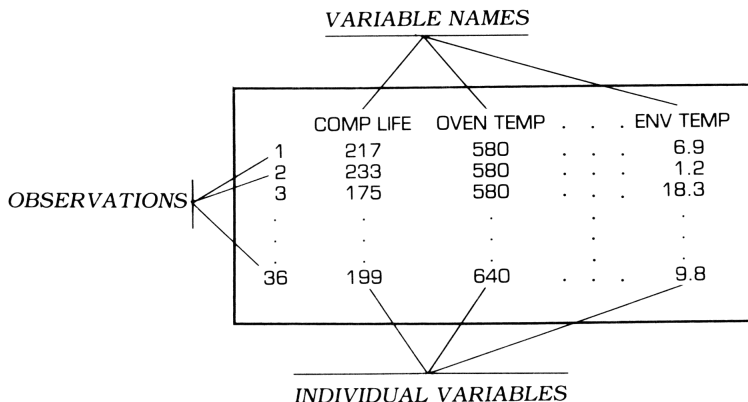 VARIABLE NAMES
COMP LIFE OVEN TEMP . . . ENV TEMP
1 217 580 . . . 6.9
2 233 580 . . . 1.2
OBSERVATIONS 3 175 580 . . . 18.3
. . . . .
. . . . .
. . . . .
36 199 640 . . . 9.8
INDIVIDUAL VARIABLES